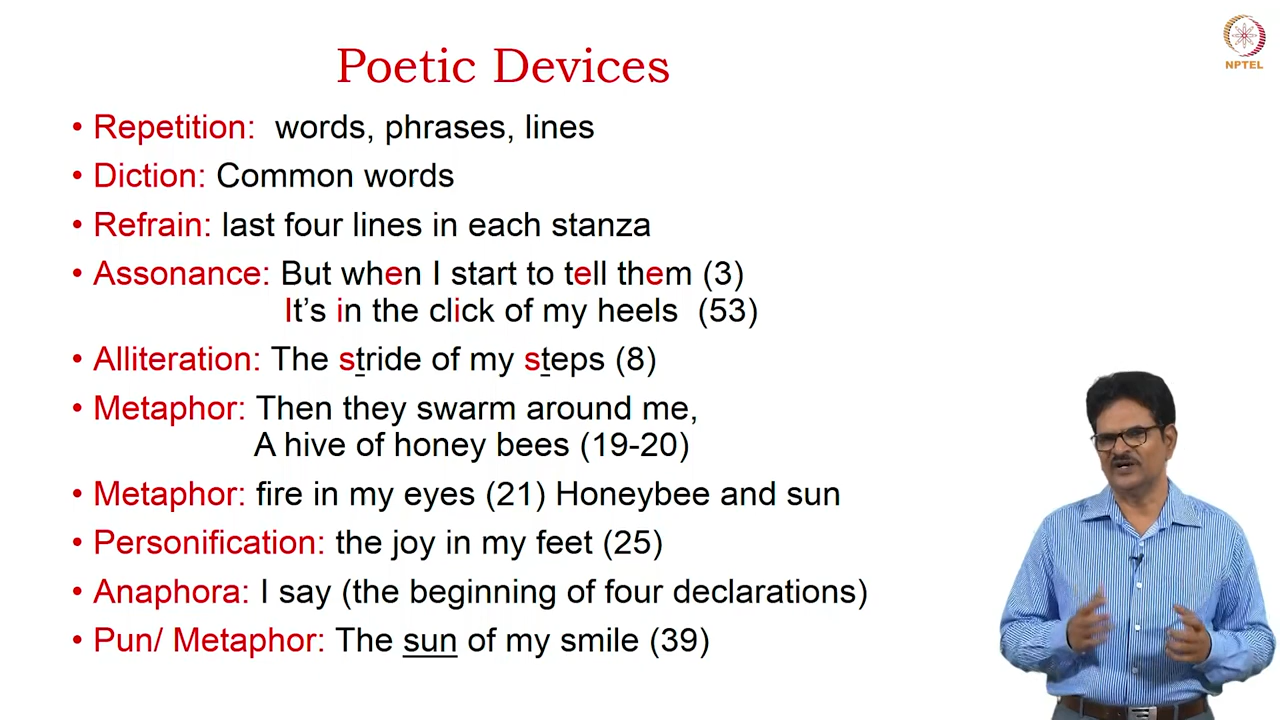 Poetic Devices
NPTEL
• Repetition: words, phrases, lines
• Diction: Common words
• Refrain: last four lines in each stanza
• Assonance: But when I start to tell them (3)
It’s in the click of my heels (53)
• Alliteration: The stride of my steps (8)
• Metaphor: Then they swarm around me,
A hive of honey bees (19-20)
• Metaphor: fire in my eyes (21) Honeybee and sun
• Personification: the joy in my feet (25)
• Anaphora: I say (the beginning of four declarations)
• Pun/ Metaphor: The sun of my smile (39)